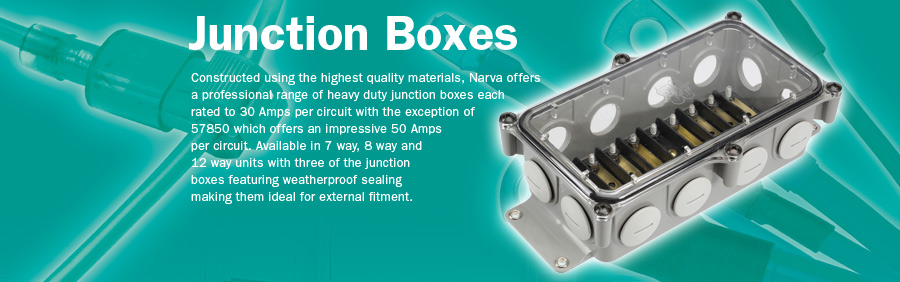 Junction Boxes
Constructed using the highest quality materials, Narva offers
a professional range of heavy duty junction boxes each
rated to 30 Amps per circuit with the exception of
57850 which offers an impressive 50 Amps
per circuit. Available in 7 way, 8 way and
12 way units with three of the junction
boxes featuring weatherproof sealing
making them ideal for external fitment.